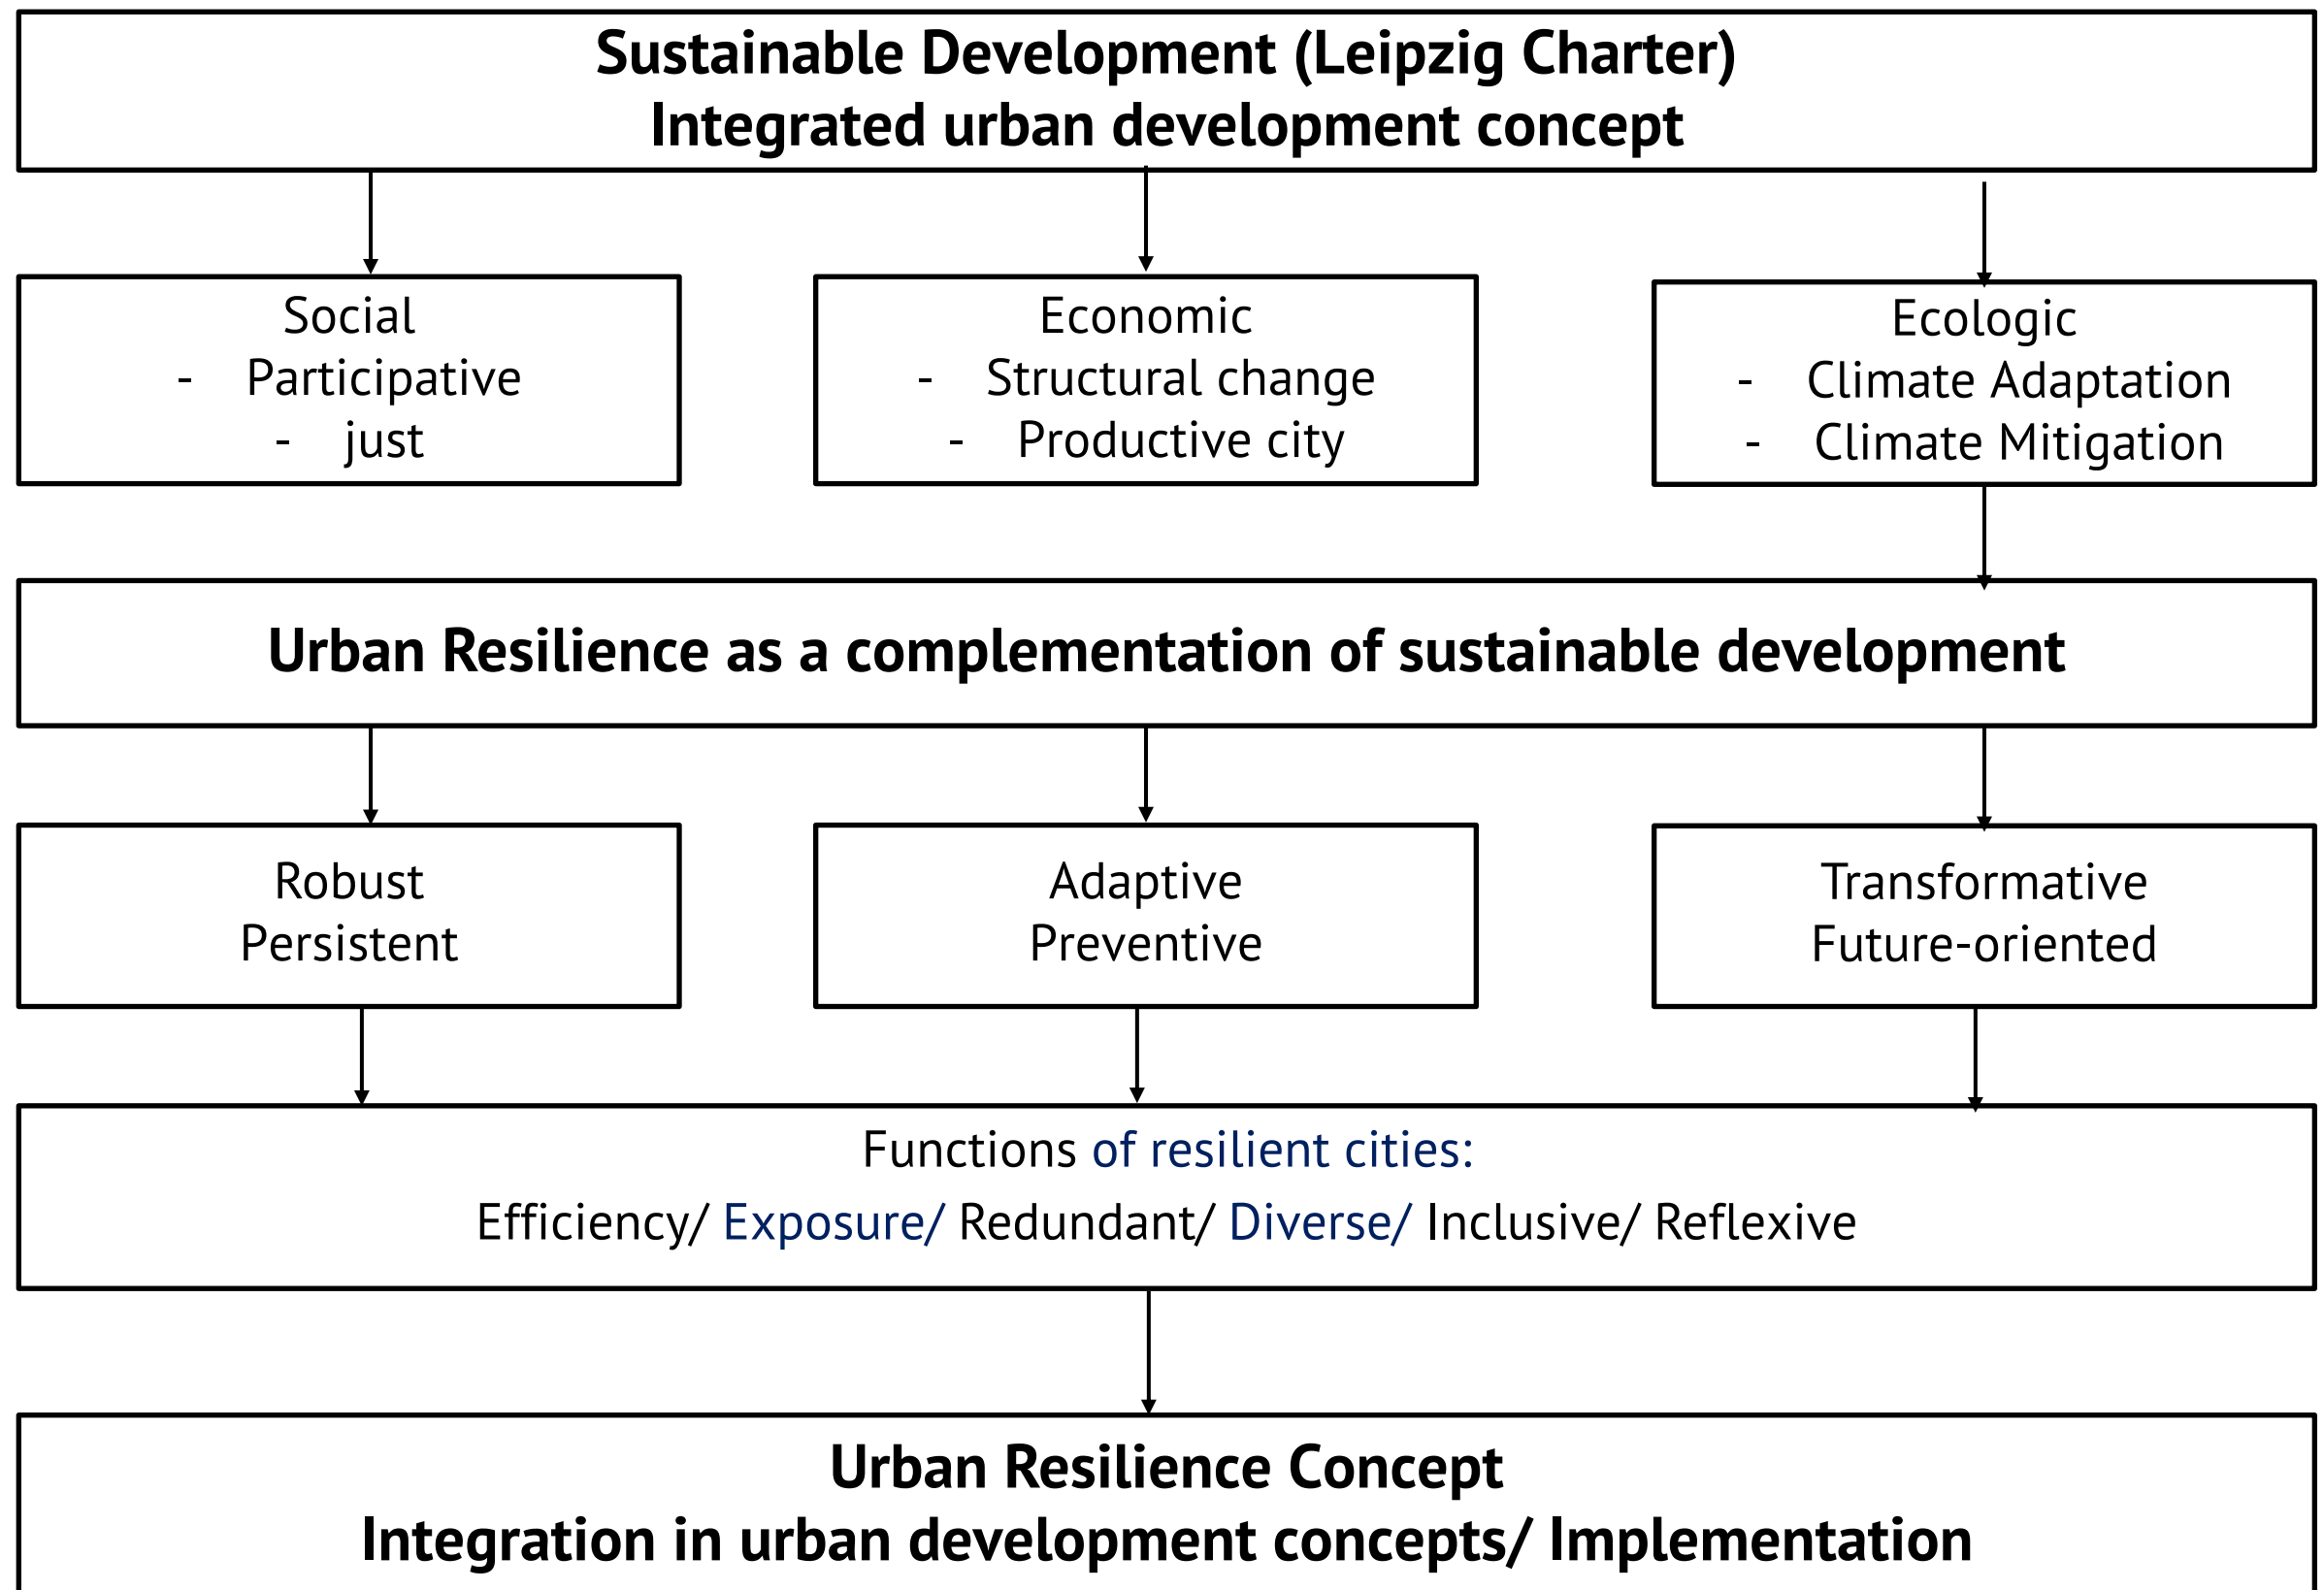 Sustainable Development (Leipzig Charter)
Integrated urban development concept
Social
- Participative
- just
Economic
- Structural change
- Productive city
Ecologic
- Climate Adaptation
- Climate Mitigation
Urban Resilience as a complementation of sustainable development
Robust
Persistent
Adaptive
Preventive
Transformative
Future-oriented
Functions of resilient cities:
Efficiency/ Exposure/ Redundant/ Diverse/ Inclusive/ Reflexive
Urban Resilience Concept
Integration in urban development concepts/ Implementation